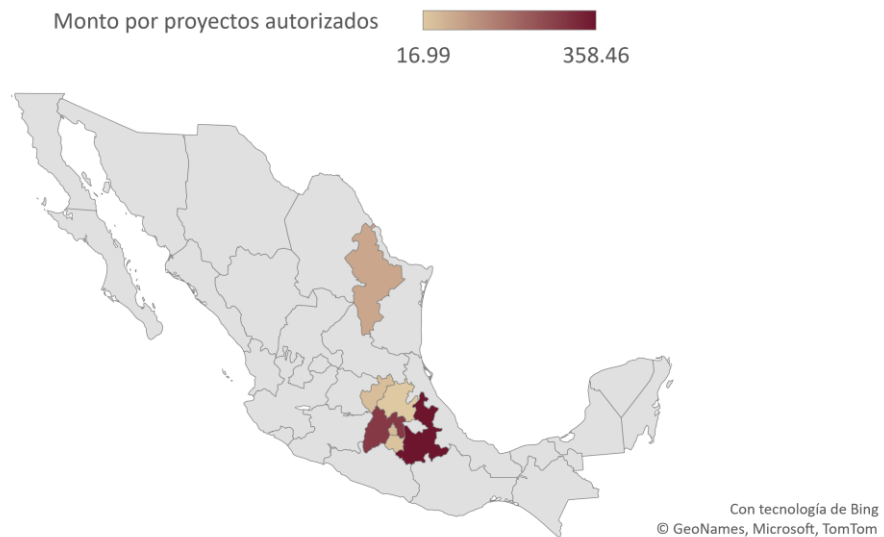 Monto por proyectos autorizados
16.99 358.46
Con tecnología de Bing
© GeoNames, Microsoft, TomTom